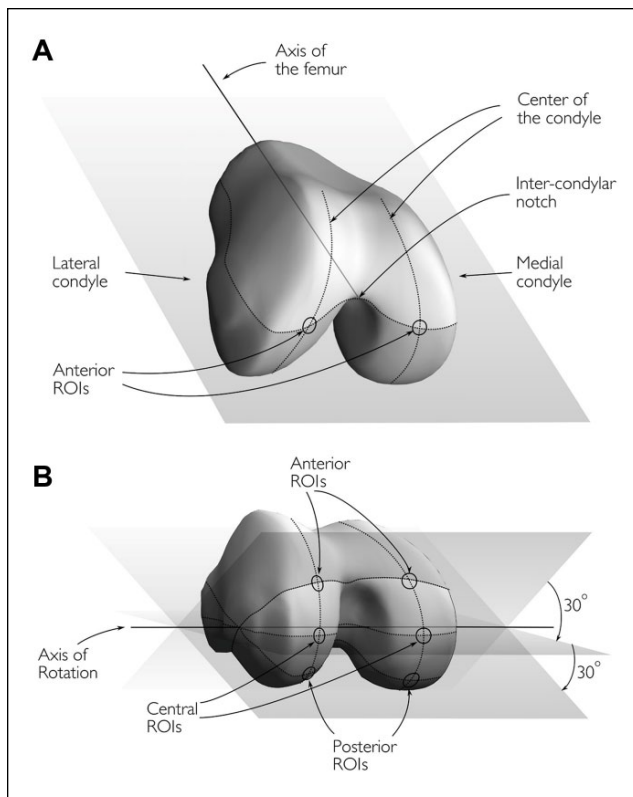 A
Axis of
the femur
Center of
the condyle
Inter-condylar
notch
Lateral
condyle
Medial
condyle
Anterior
ROIs
B
Anterior
ROIs
30°
Axis of
Rotation
30°
Central
ROIs
Posterior
ROIs